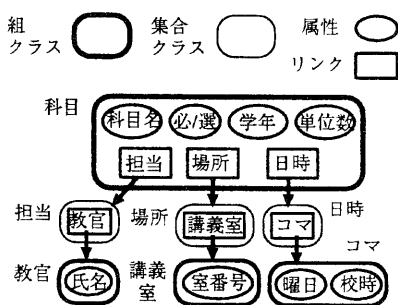 組
クラス
集合
クラス
属性
リンク
科目
科目名 必/選 学年 単位数
担当 場所 日時
担当 教官 場所 講義室 コマ 日時
コマ
教官 氏名 講義
室 室番号 曜日 校時